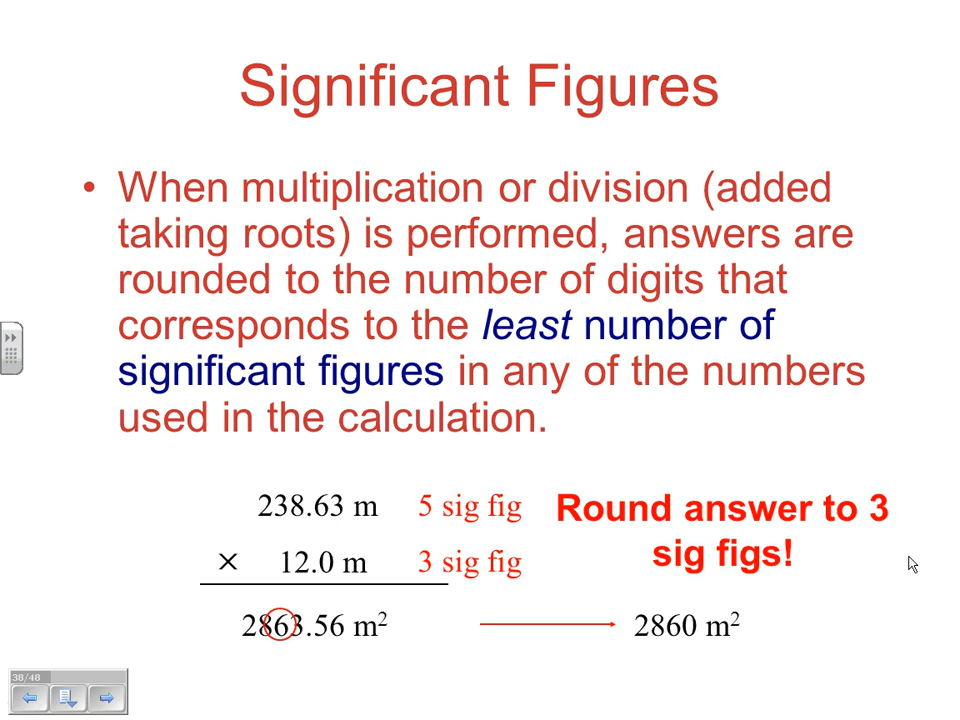 Significant Figures
• When multiplication or division (added
taking roots) is performed, answers are
rounded to the number of digits that
corresponds to the least number of
significant figures in any of the numbers
used in the calculation.
238.63 m 5 sig fig
Round answer to 3
sig figs!
× 12.0 m 3 sig fig
2863.56 m² 2860 m²
38/48